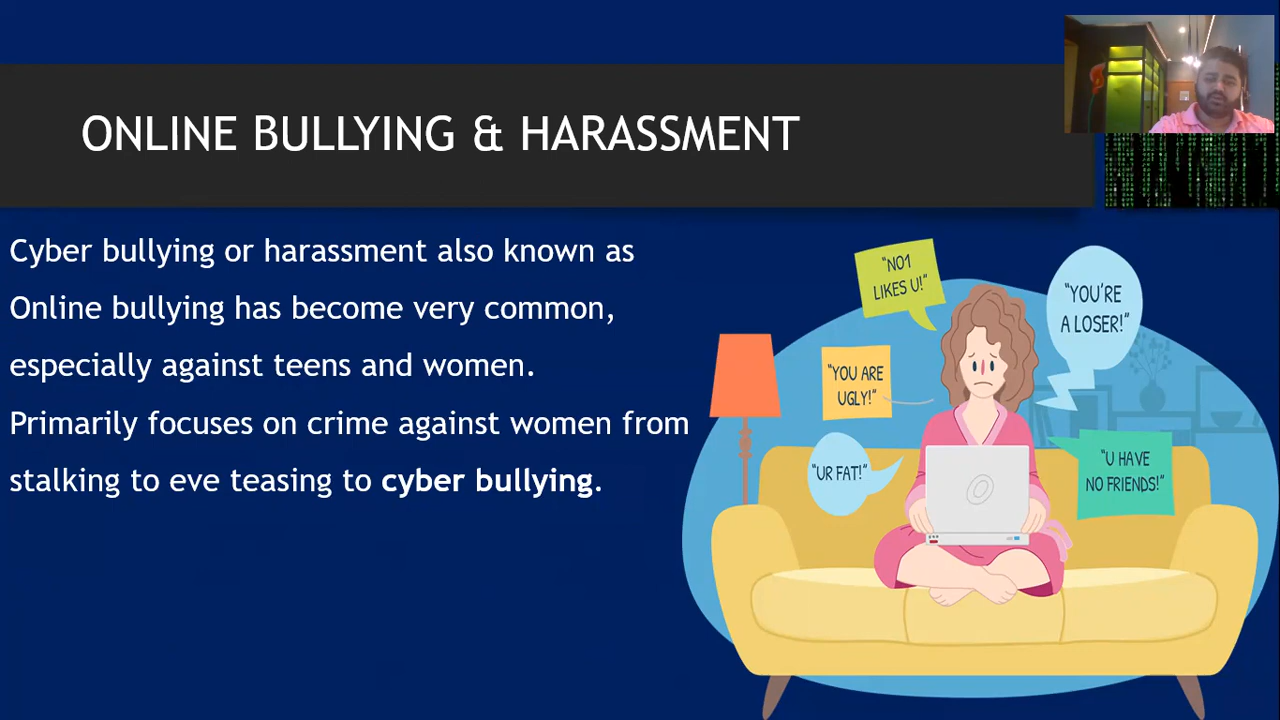 ONLINE BULLYING & HARASSMENT
Cyber bullying or harassment also known as
Online bullying has become very common,
especially against teens and women.
Primarily focuses on crime against women from
stalking to eve teasing to cyber bullying.
"NO1
LIKES U!"
"YOU'RE
A LOSER!"
"YOU ARE
UGLY!"
"UR FAT!"
"U HAVE
NO FRIENDS!"